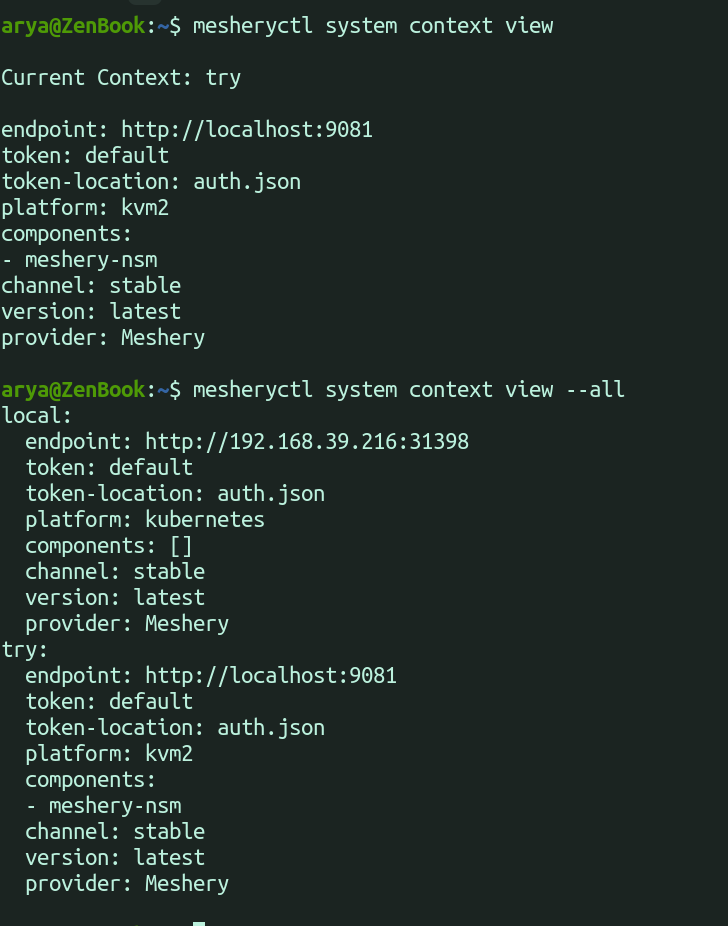 arya@ZenBook:~$ mesheryctl system context view
Current Context: try
endpoint: http://localhost:9081
token: default
token-location: auth.json
platform: kvm2
components:
- meshery-nsm
channel: stable
version: latest
provider: Meshery
arya@ZenBook:~$ mesheryctl system context view --all
local:
  endpoint: http://192.168.39.216:31398
  token: default
  token-location: auth.json
  platform: kubernetes
  components: []
  channel: stable
  version: latest
  provider: Meshery
try:
  endpoint: http://localhost:9081
  token: default
  token-location: auth.json
  platform: kvm2
  components:
  - meshery-nsm
  channel: stable
  version: latest
  provider: Meshery